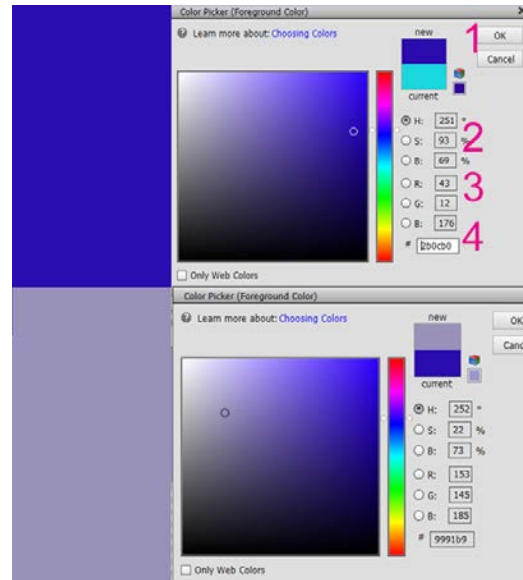 Color Picker (Foreground Color)
Learn more about: Choosing Colors
new
1
OK
Cancel
current
H: 251 °
2
S: 93 %
B: 69 %
R: 43
3
G: 12
B: 176
4
# 2b0cb0
Only Web Colors
Color Picker (Foreground Color)
Learn more about: Choosing Colors
new
OK
Canc
current
H: 252 °
S: 22 %
B: 73 %
R: 153
G: 145
B: 185
# 9991b9
Only Web Colors